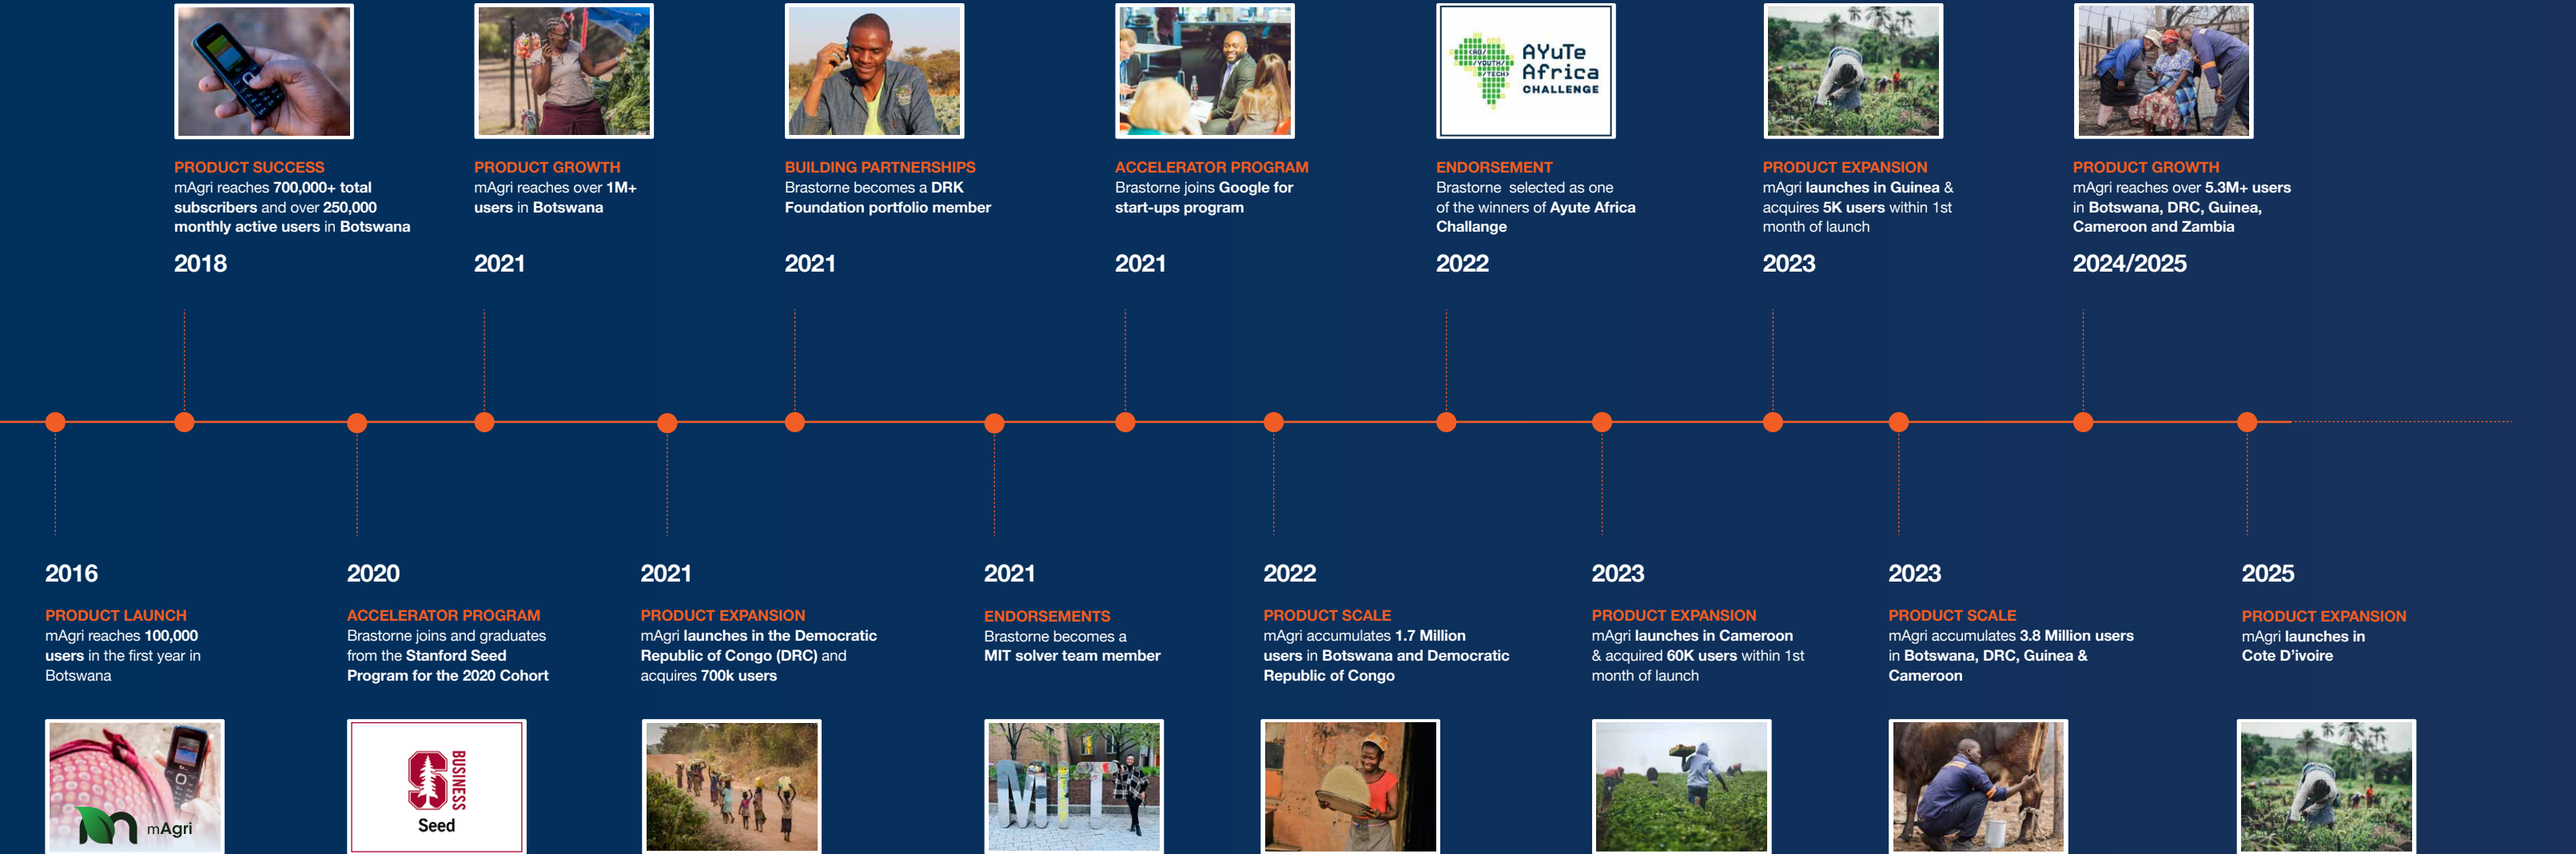 <AG/
/YOUTH/
/TECH>
AYuTe
Africa
CHALLENGE
PRODUCT SUCCESS
mAgri reaches 700,000+ total
subscribers and over 250,000
monthly active users in Botswana
2018
PRODUCT GROWTH
mAgri reaches over 1M+
users in Botswana
2021
BUILDING PARTNERSHIPS
Brastorne becomes a DRK
Foundation portfolio member
2021
ACCELERATOR PROGRAM
Brastorne joins Google for
start-ups program
2021
ENDORSEMENT
Brastorne selected as one
of the winners of Ayute Africa
Challange
2022
PRODUCT EXPANSION
mAgri launches in Guinea &
acquires 5K users within 1st
month of launch
2023
PRODUCT GROWTH
mAgri reaches over 5.3M+ users
in Botswana, DRC, Guinea,
Cameroon and Zambia
2024/2025
2016
PRODUCT LAUNCH
mAgri reaches 100,000
users in the first year in
Botswana
mAgri
2020
ACCELERATOR PROGRAM
Brastorne joins and graduates
from the Stanford Seed
Program for the 2020 Cohort
S
BUSINESS
Seed
2021
PRODUCT EXPANSION
mAgri launches in the Democratic
Republic of Congo (DRC) and
acquires 700k users
2021
ENDORSEMENTS
Brastorne becomes a
MIT solver team member
MIT
2022
PRODUCT SCALE
mAgri accumulates 1.7 Million
users in Botswana and Democratic
Republic of Congo
2023
PRODUCT EXPANSION
mAgri launches in Cameroon
& acquired 60K users within 1st
month of launch
2023
PRODUCT SCALE
mAgri accumulates 3.8 Million users
in Botswana, DRC, Guinea &
Cameroon
2025
PRODUCT EXPANSION
mAgri launches in
Cote D'ivoire